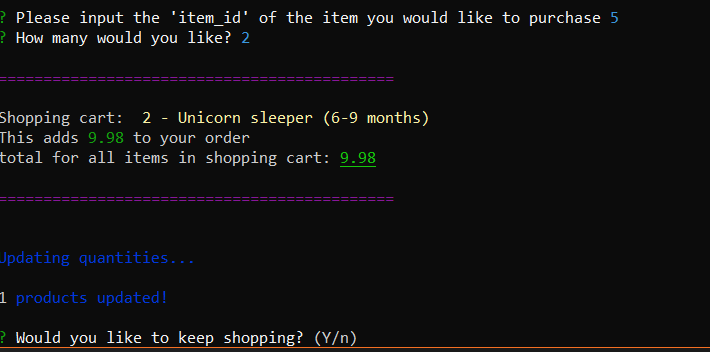 ? Please input the 'item_id' of the item you would like to purchase 5
? How many would you like? 2
============================================
Shopping cart:  2 - Unicorn sleeper (6-9 months)
This adds 9.98 to your order
total for all items in shopping cart: 9.98
============================================
Updating quantities...
1 products updated!
? Would you like to keep shopping? (Y/n)